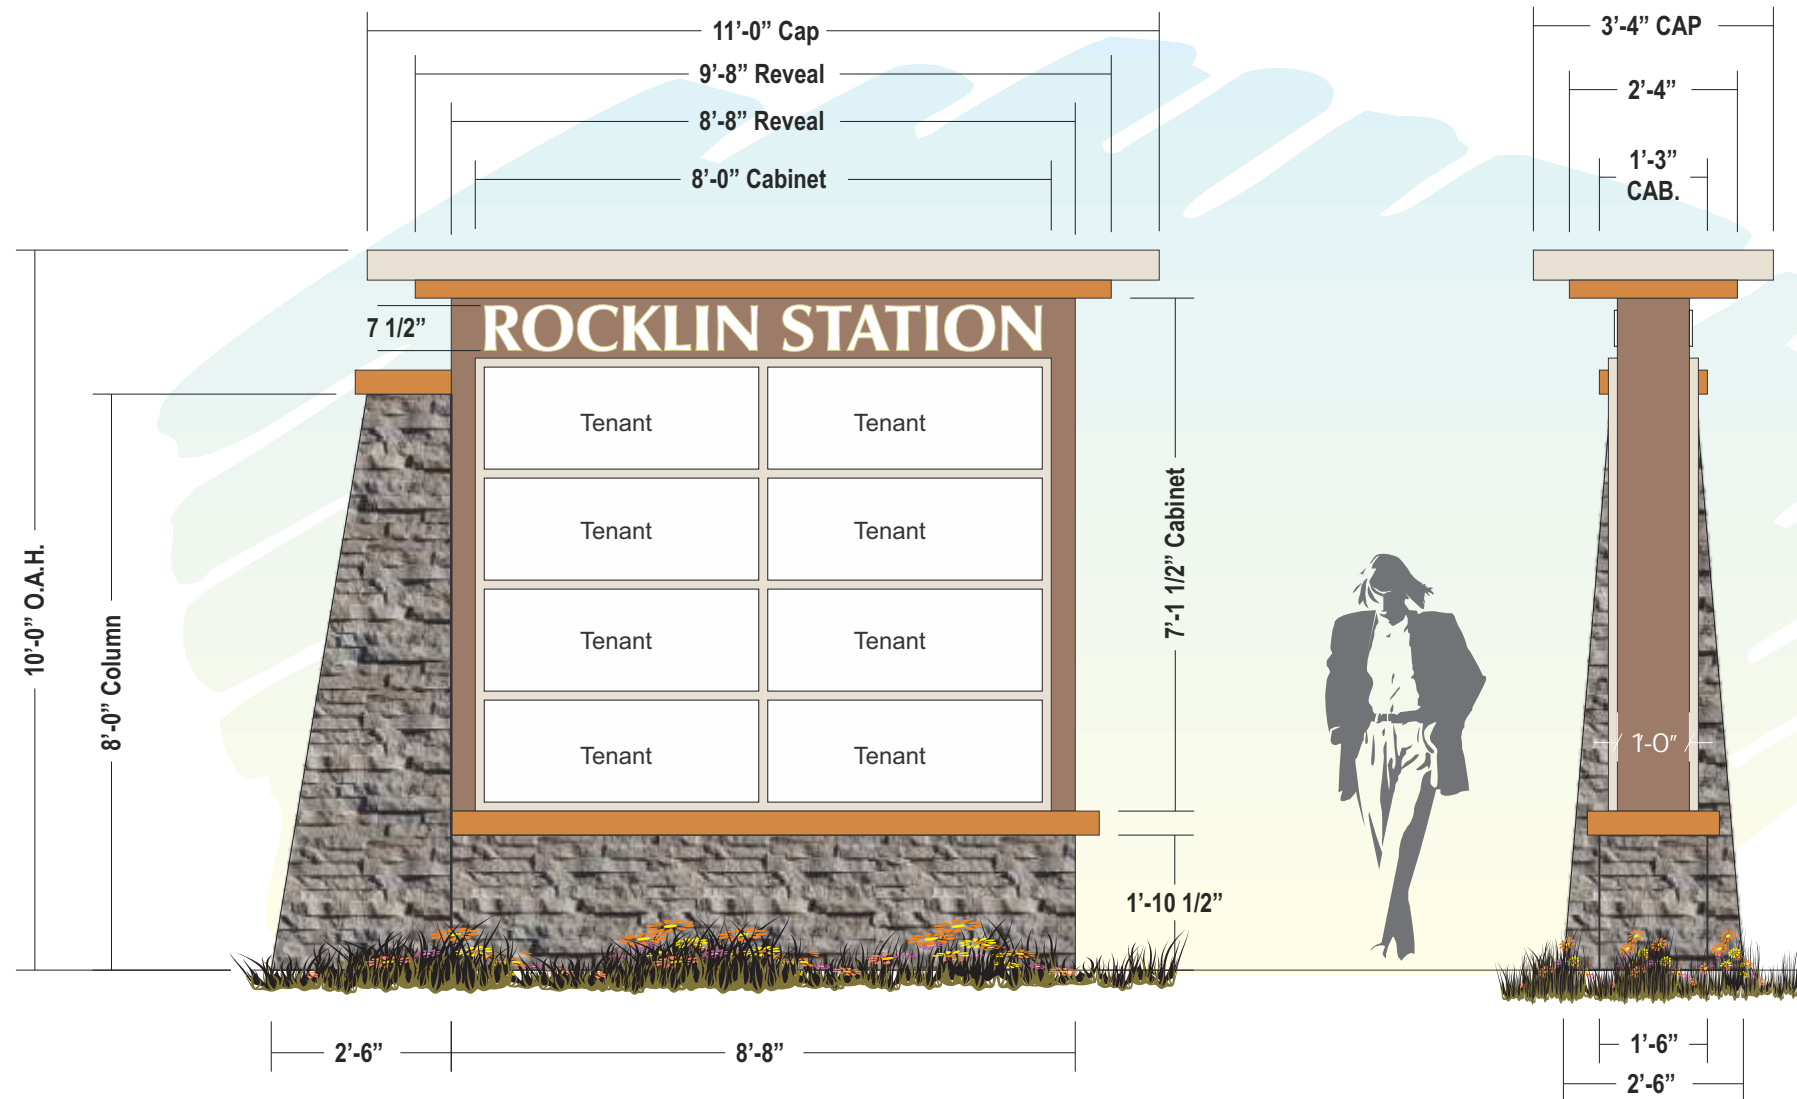 11’-0” Cap
3’-4” CAP
9’-8” Reveal
2’-4”
8’-8” Reveal
1’-3”
CAB.
8’-0” Cabinet
7 1/2”
ROCKLIN STATION
Tenant
Tenant
Tenant
Tenant
Tenant
Tenant
Tenant
Tenant
10’-0” O.A.H.
8’-0” Column
7’-1 1/2” Cabinet
1’-0”
1’-10 1/2”
2’-6”
8’-8”
1’-6”
2’-6”